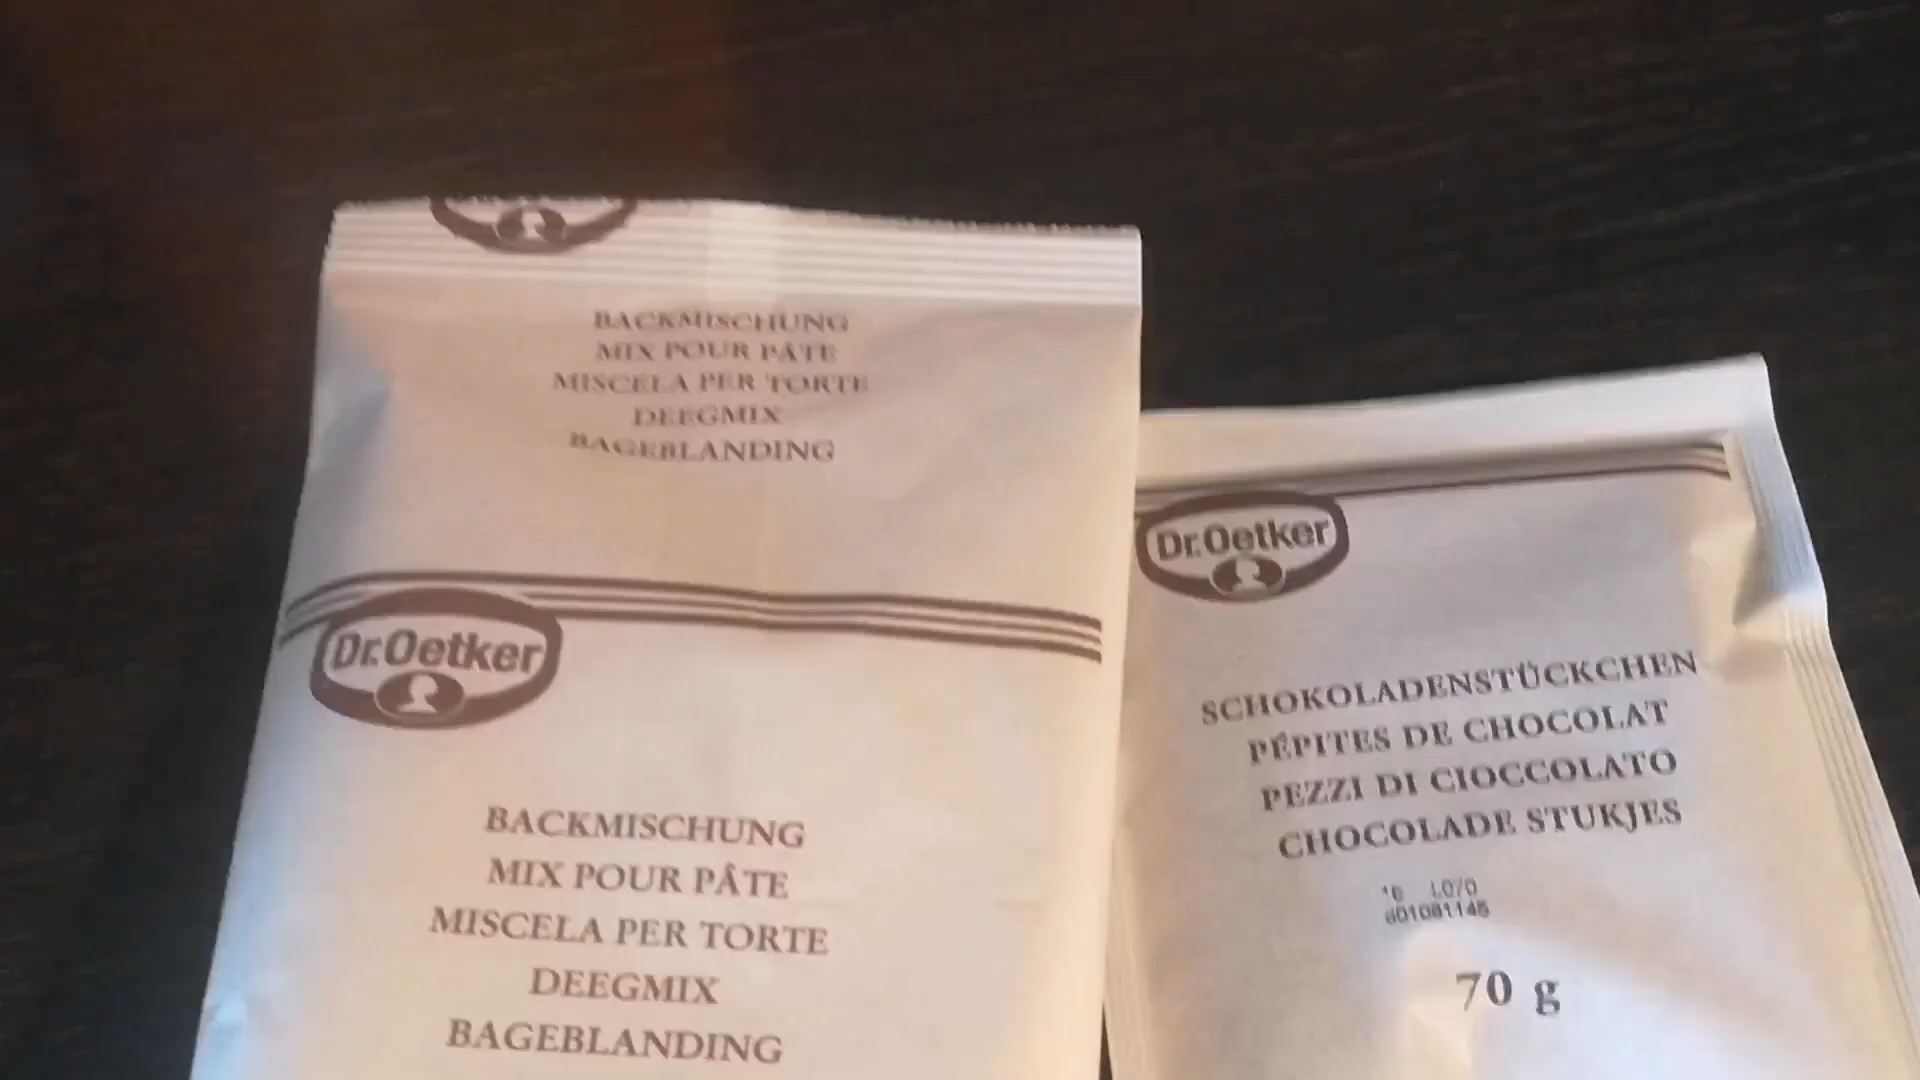 BACKMISCHUNG
MIX POUR PÂTE
MISCELA PER TORTE
DEEGMIX
BAGEBLANDING
Dr.Oetker
BACKMISCHUNG
MIX POUR PÂTE
MISCELA PER TORTE
DEEGMIX
BAGEBLANDING
Dr.Oetker
SCHOKOLADENSTÜCKCHEN
PÉPITES DE CHOCOLAT
PEZZI DI CIOCCOLATO
CHOCOLADE STUKJES
70 g